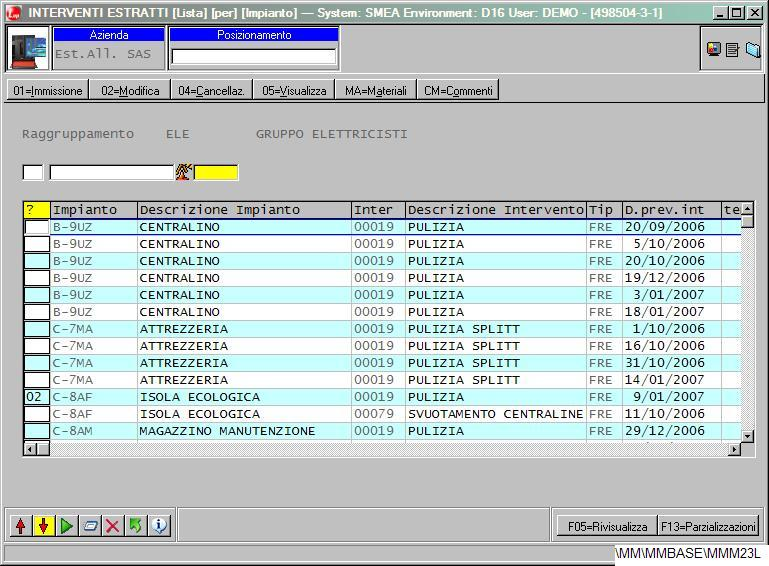 INTERVENTI ESTRATTI [Lista] [per] [Impianto] — System: SMEA Environment: D16 User: DEMO - [498504-3-1]
Azienda Posizionamento
Est.All. SAS
01=Immissione 02=Modifica 04=Cancellaz. 05=Visualizza MA=Materiali CM=Commenti
Raggruppamento ELE GRUPPO ELETTRICISTI
? Impianto Descrizione Impianto Inter Descrizione Intervento Tip D.prev.int te
B-9UZ CENTRALINO 00019 PULIZIA FRE 20/09/2006
B-9UZ CENTRALINO 00019 PULIZIA FRE 5/10/2006
B-9UZ CENTRALINO 00019 PULIZIA FRE 20/10/2006
B-9UZ CENTRALINO 00019 PULIZIA FRE 19/12/2006
B-9UZ CENTRALINO 00019 PULIZIA FRE 3/01/2007
B-9UZ CENTRALINO 00019 PULIZIA FRE 18/01/2007
C-7MA ATTREZZERIA 00019 PULIZIA SPLITT FRE 1/10/2006
C-7MA ATTREZZERIA 00019 PULIZIA SPLITT FRE 16/10/2006
C-7MA ATTREZZERIA 00019 PULIZIA SPLITT FRE 31/10/2006
C-7MA ATTREZZERIA 00019 PULIZIA SPLITT FRE 14/01/2007
02 C-8AF ISOLA ECOLOGICA 00019 PULIZIA FRE 9/01/2007
C-8AF ISOLA ECOLOGICA 00079 SVUOTAMENTO CENTRALINE FRE 11/10/2006
C-8AM MAGAZZINO MANUTENZIONE 00019 PULIZIA FRE 29/12/2006
F05=Rivisualizza F13=Parzializzazioni
\MM\MMBASE\MMM23L